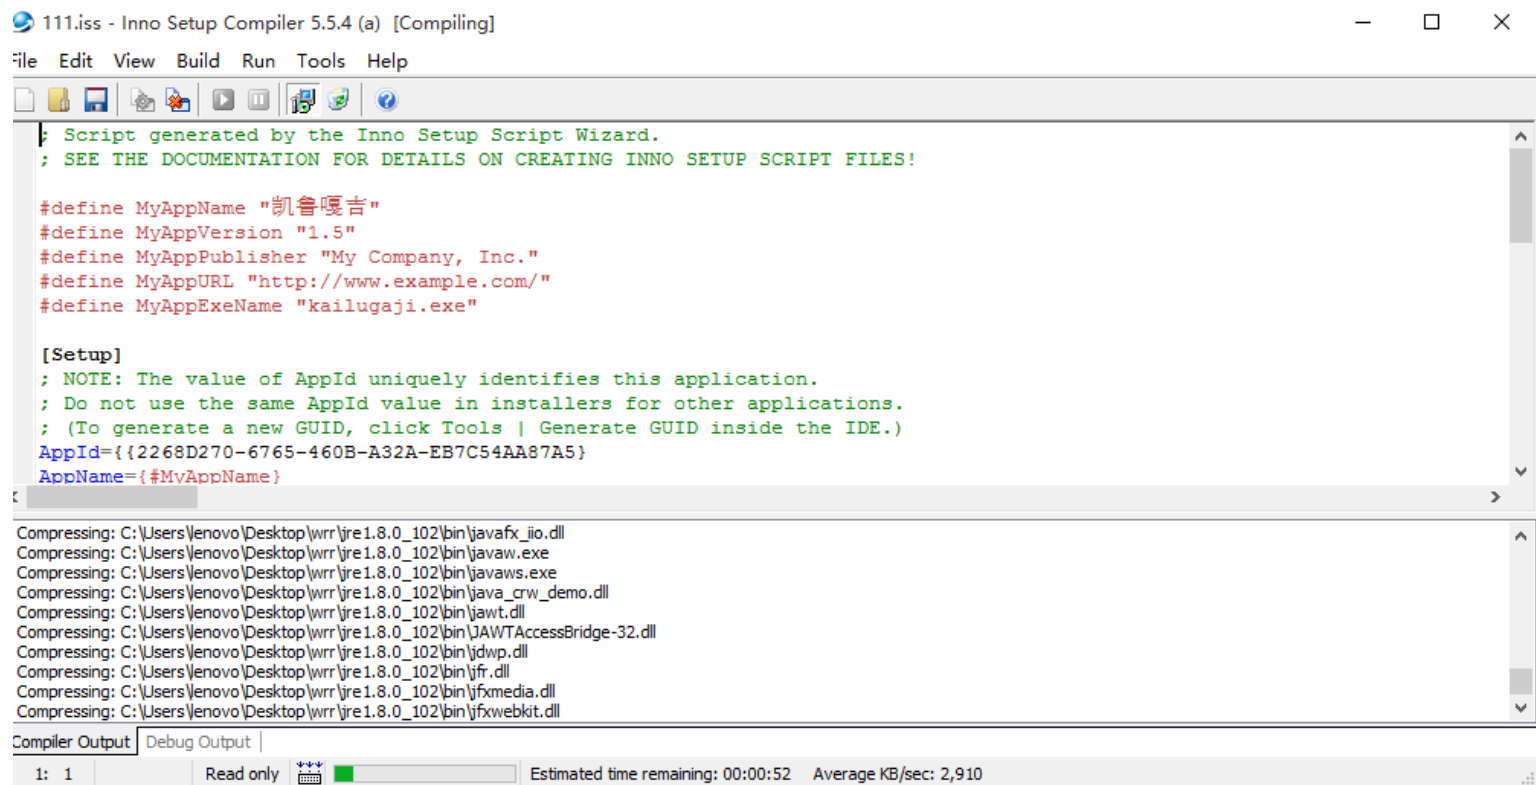 111.iss - Inno Setup Compiler 5.5.4 (a)  [Compiling]
File Edit View Build Run Tools Help
; Script generated by the Inno Setup Script Wizard.
; SEE THE DOCUMENTATION FOR DETAILS ON CREATING INNO SETUP SCRIPT FILES!
#define MyAppName "凯鲁嘎吉"
#define MyAppVersion "1.5"
#define MyAppPublisher "My Company, Inc."
#define MyAppURL "http://www.example.com/"
#define MyAppExeName "kailugaji.exe"
[Setup]
; NOTE: The value of AppId uniquely identifies this application.
; Do not use the same AppId value in installers for other applications.
; (To generate a new GUID, click Tools | Generate GUID inside the IDE.)
AppId={{2268D270-6765-460B-A32A-EB7C54AA87A5}
AppName={#MyAppName}
Compressing: C:\Users\lenovo\Desktop\wrr\jre1.8.0_102\bin\javafx_iio.dll
Compressing: C:\Users\lenovo\Desktop\wrr\jre1.8.0_102\bin\javaw.exe
Compressing: C:\Users\lenovo\Desktop\wrr\jre1.8.0_102\bin\javaws.exe
Compressing: C:\Users\lenovo\Desktop\wrr\jre1.8.0_102\bin\java_crw_demo.dll
Compressing: C:\Users\lenovo\Desktop\wrr\jre1.8.0_102\bin\jawt.dll
Compressing: C:\Users\lenovo\Desktop\wrr\jre1.8.0_102\bin\JAWTAccessBridge-32.dll
Compressing: C:\Users\lenovo\Desktop\wrr\jre1.8.0_102\bin\jdwp.dll
Compressing: C:\Users\lenovo\Desktop\wrr\jre1.8.0_102\bin\jfr.dll
Compressing: C:\Users\lenovo\Desktop\wrr\jre1.8.0_102\bin\jfxmedia.dll
Compressing: C:\Users\lenovo\Desktop\wrr\jre1.8.0_102\bin\jfxwebkit.dll
Compiler Output Debug Output
1: 1 Read only Estimated time remaining: 00:00:52 Average KB/sec: 2,910